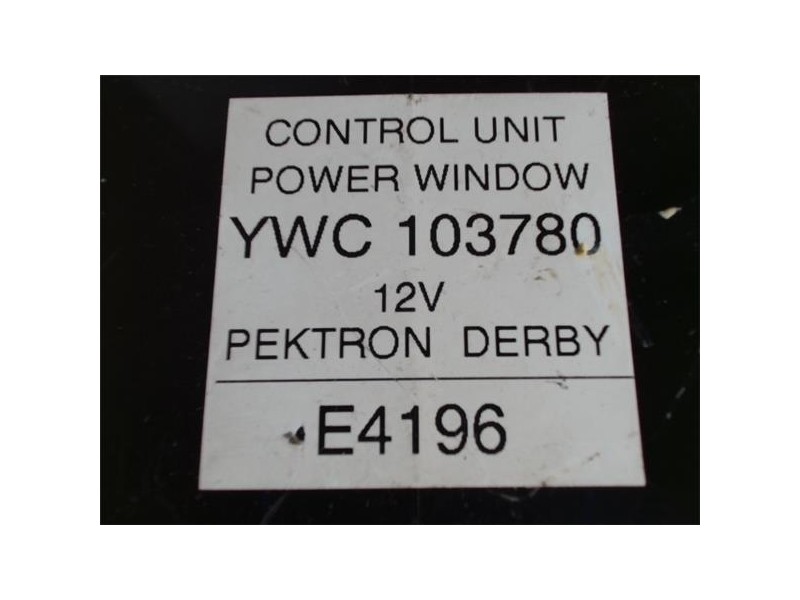 CONTROL UNIT
POWER WINDOW
YWC 103780
12V
PEKTRON DERBY
E4196